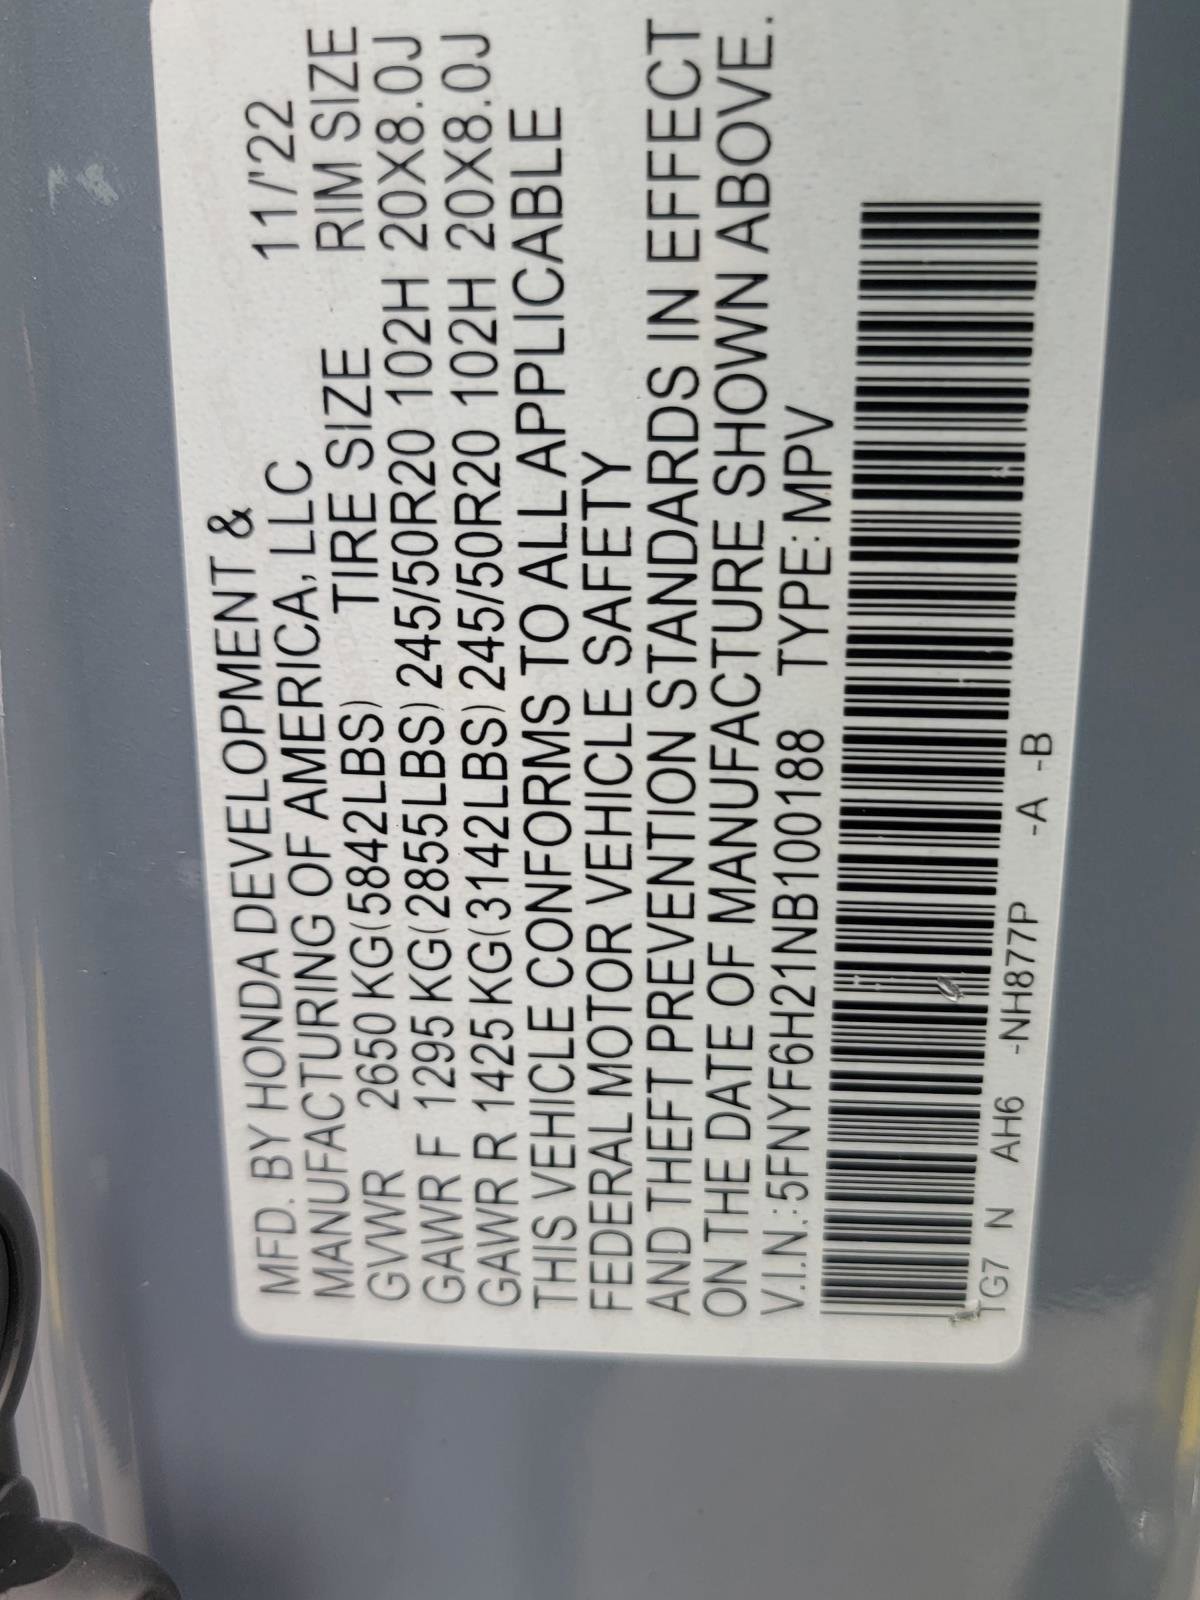 MFD. BY HONDA DEVELOPMENT &
MANUFACTURING OF AMERICA, LLC 11/'22
GVWR 2650 KG(5842LBS) TIRE SIZE RIM SIZE
GAWR F 1295 KG(2855LBS) 245/50R20 102H 20X8.0J
GAWR R 1425 KG(3142LBS) 245/50R20 102H 20X8.0J
THIS VEHICLE CONFORMS TO ALL APPLICABLE
FEDERAL MOTOR VEHICLE SAFETY
AND THEFT PREVENTION STANDARDS IN EFFECT
ON THE DATE OF MANUFACTURE SHOWN ABOVE.
V.I.N.:5FNYF6H21NB100188 TYPE:MPV
TG7 N AH6 -NH877P -A -B